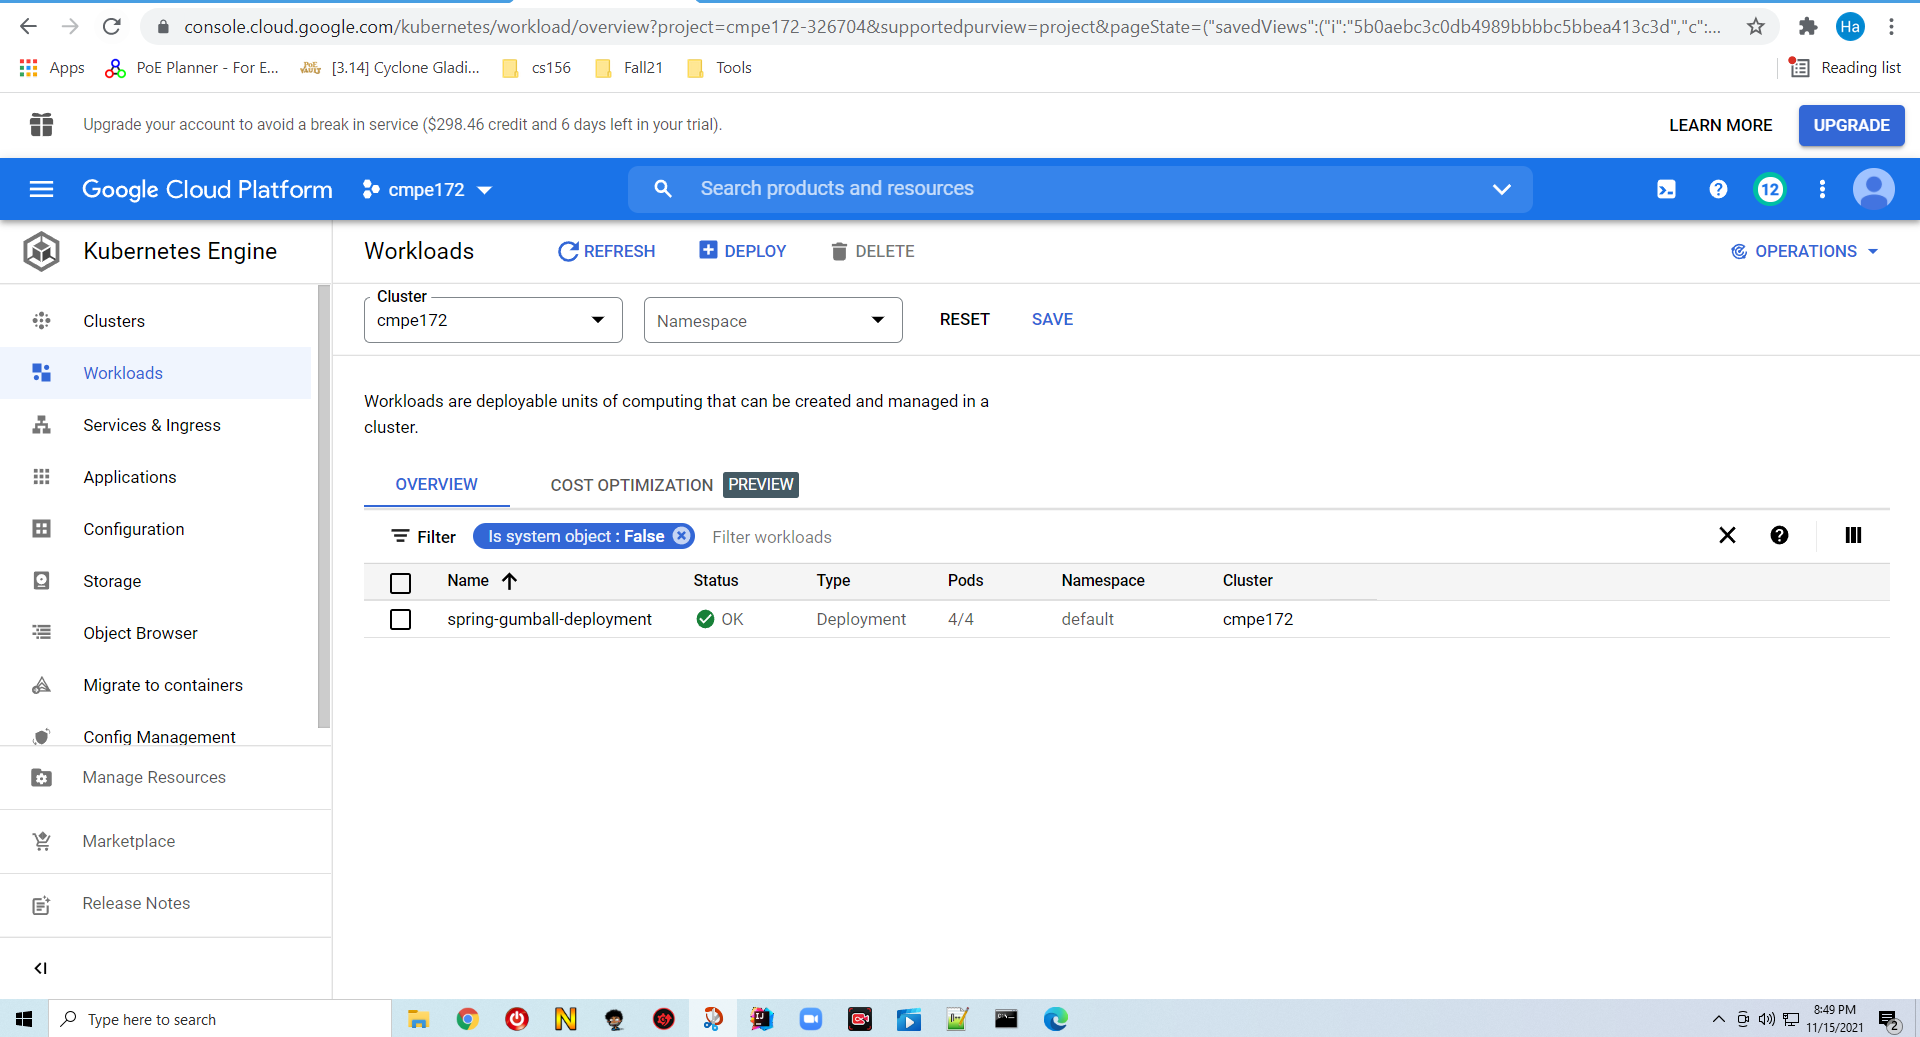 console.cloud.google.com/kubernetes/workload/overview?project=cmpe172-326704&supportedpurview=project&pageState=("savedViews":("i":"5b0aebc3c0db4989bbbbc5bbea413c3d","c":... Ha
Apps PoE Planner - For E... [3.14] Cyclone Gladi... cs156 Fall21 Tools Reading list
Upgrade your account to avoid a break in service ($298.46 credit and 6 days left in your trial). LEARN MORE UPGRADE
Google Cloud Platform cmpe172 Search products and resources 12
Kubernetes Engine Workloads REFRESH DEPLOY DELETE OPERATIONS
Cluster
cmpe172 Namespace RESET SAVE
Clusters
Workloads
Services & Ingress
Applications
Configuration
Storage
Object Browser
Migrate to containers
Config Management
Manage Resources
Marketplace
Release Notes
Workloads are deployable units of computing that can be created and managed in a
cluster.
OVERVIEW COST OPTIMIZATION PREVIEW
Filter Is system object : False Filter workloads
Name Status Type Pods Namespace Cluster
spring-gumball-deployment OK Deployment 4/4 default cmpe172
Type here to search
8:49 PM
11/15/2021
2